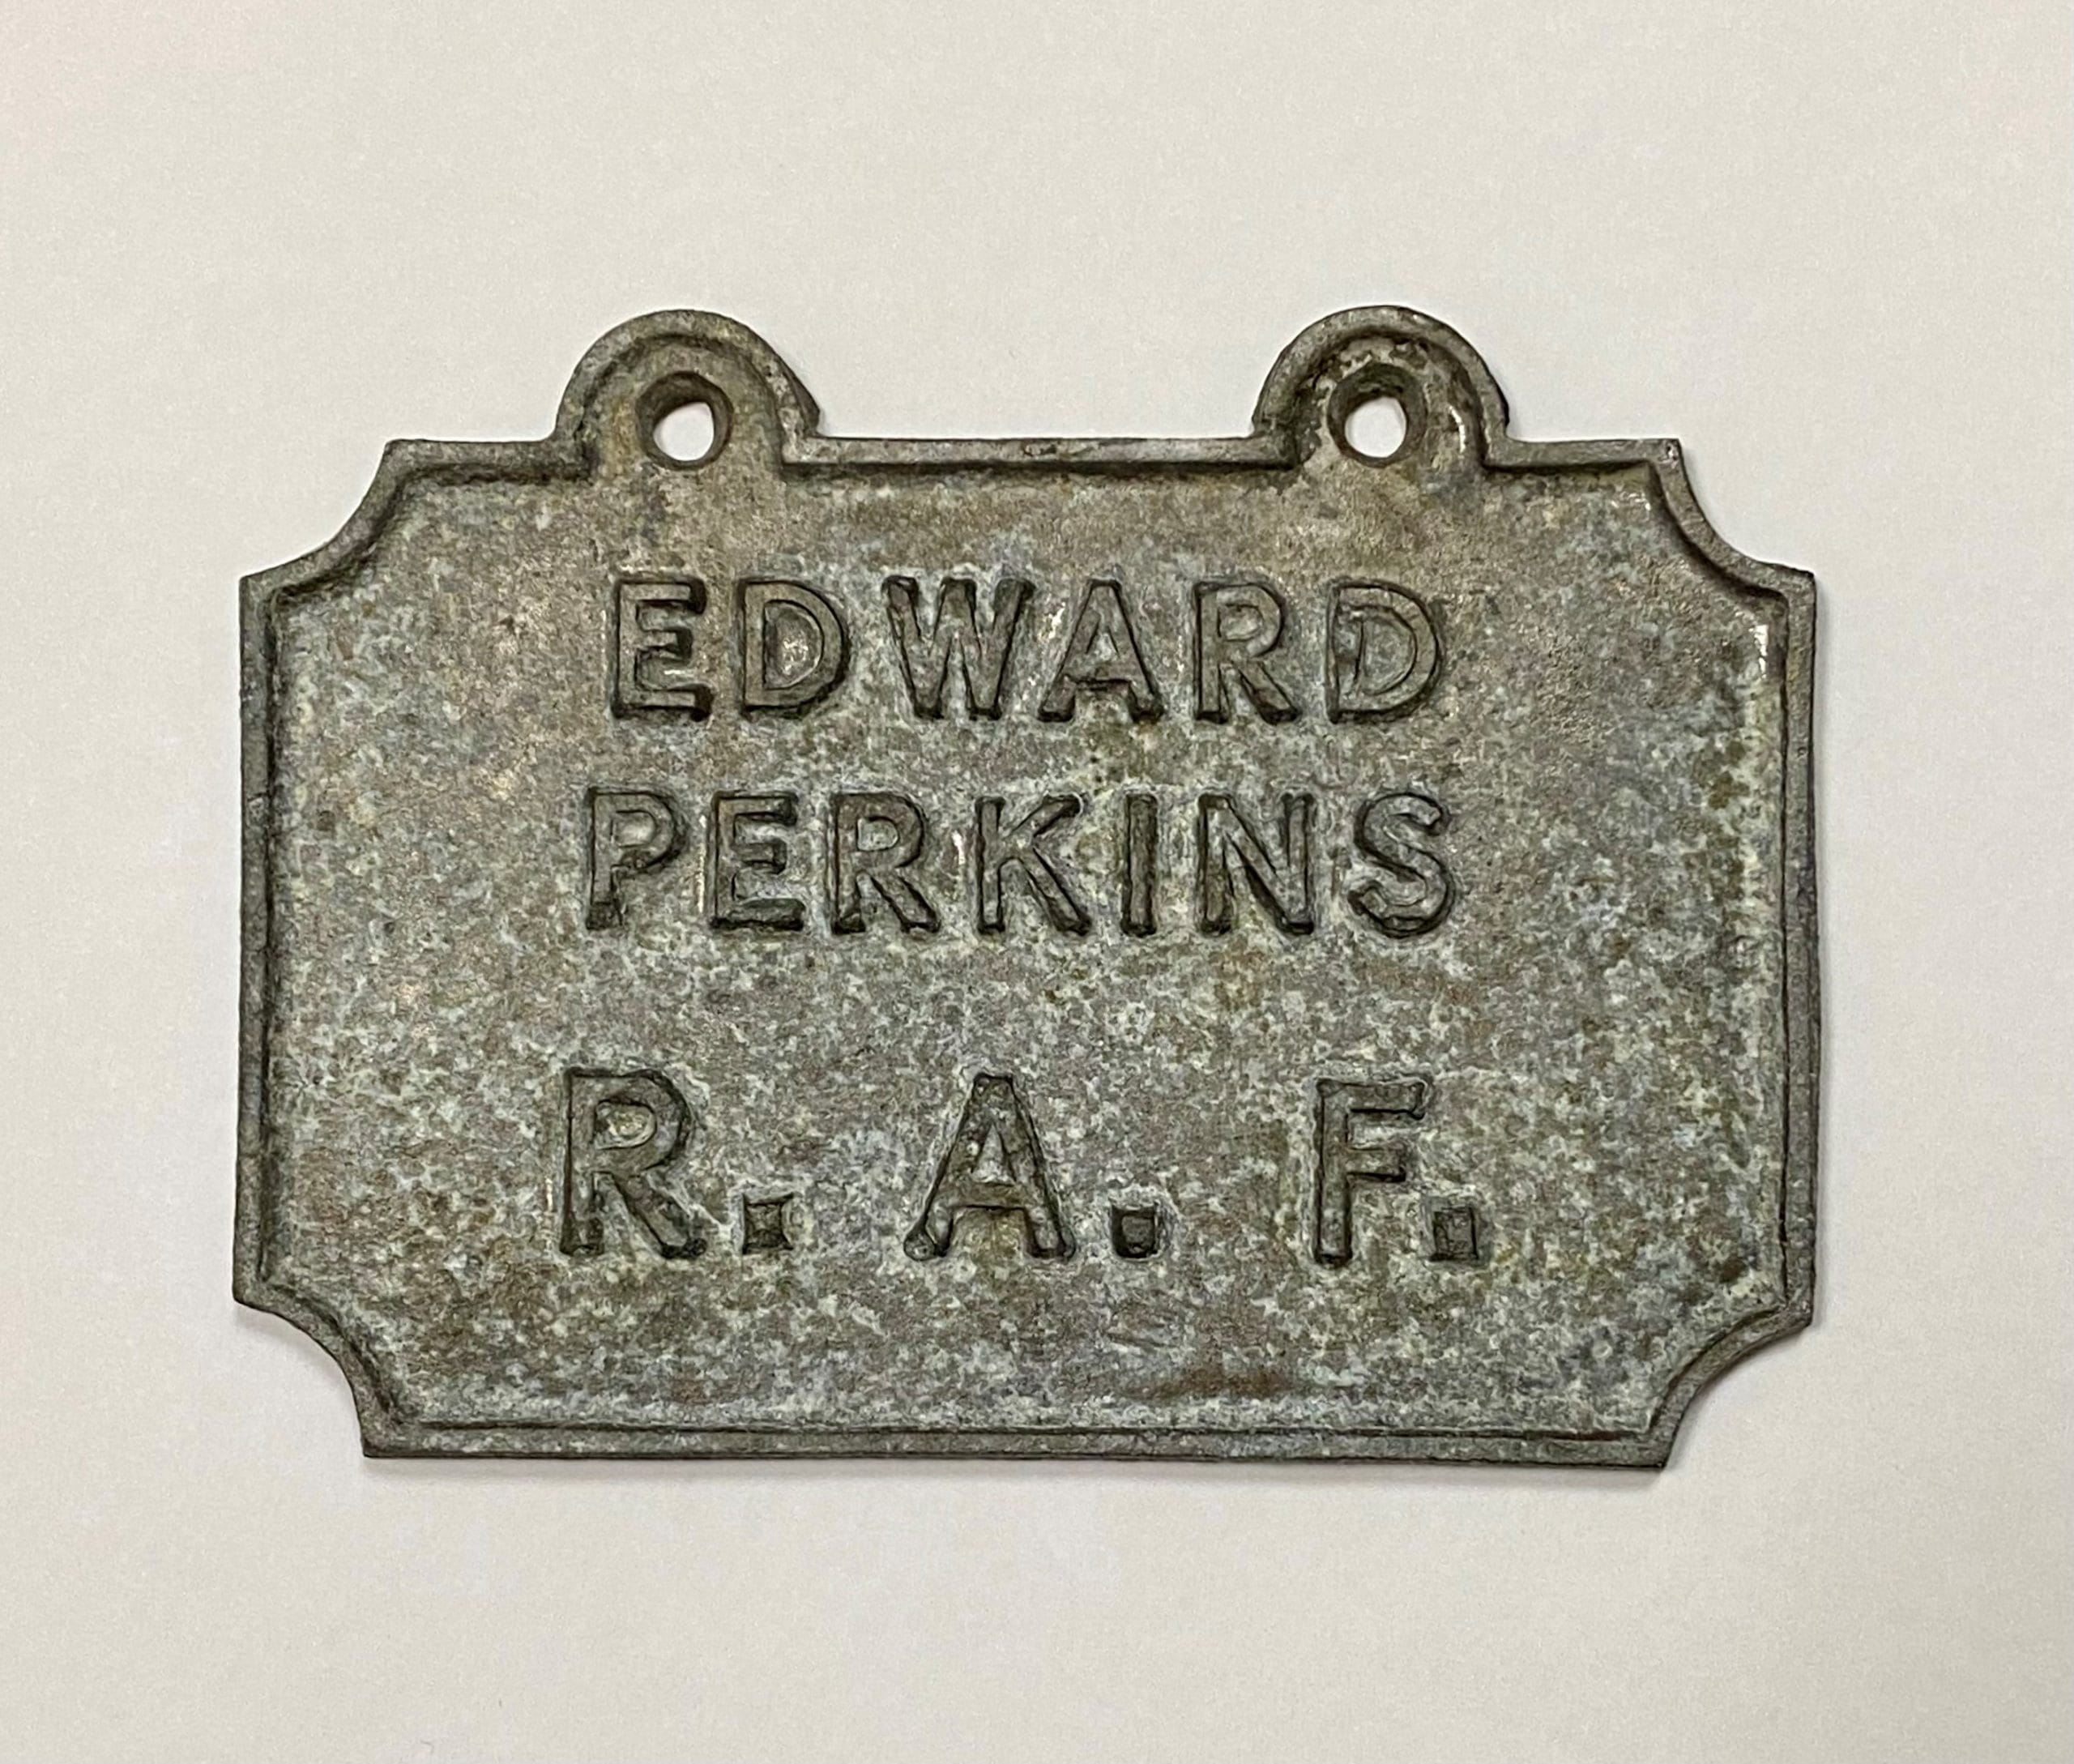 EDWARD
PERKINS
R. A. F.